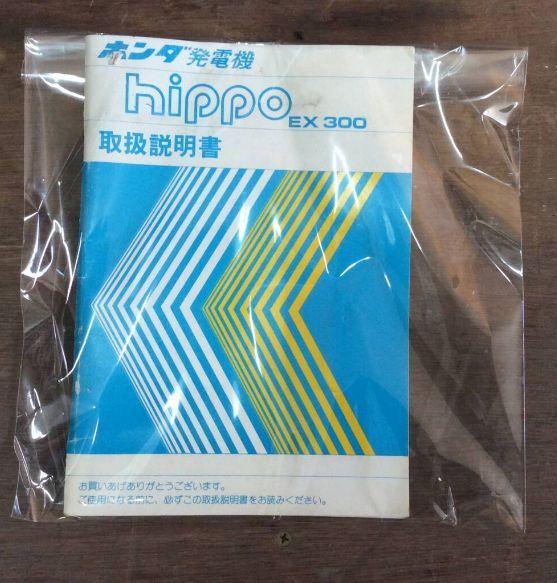 ホンダ発電機
hippo EX 300
取扱説明書
お買いあげありがとうございます。
ご使用になる前に、必ずこの取扱説明書をお読みください。